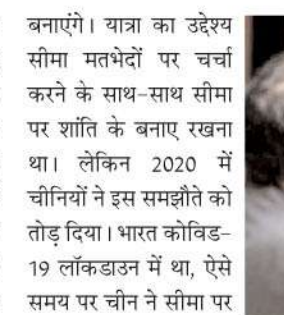 बनाएंगे। यात्रा का उद्देश्य
सीमा मतभेदों पर चर्चा
करने के साथ-साथ सीमा
पर शांति के बनाए रखना
था। लेकिन 2020 में
चीनियों ने इस समझौते को
तोड़ दिया। भारत कोविड-
19 लॉकडाउन में था, ऐसे
समय पर चीन ने सीमा पर